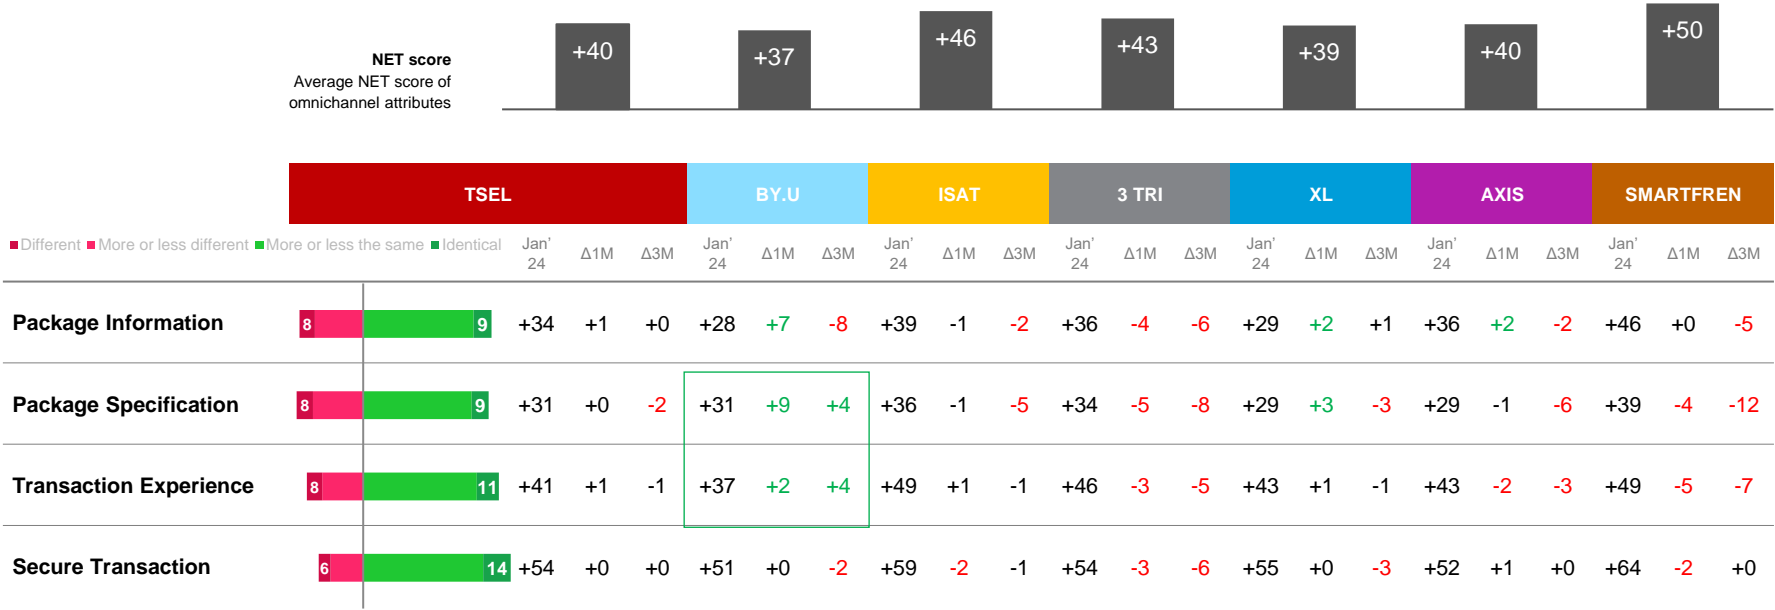 +40 +37 +46 +43 +39 +40 +50
NET score
Average NET score of
omnichannel attributes
TSEL BY.U ISAT 3 TRI XL AXIS SMARTFREN
Different More or less different More or less the same Identical
Jan’ 24 Δ1M Δ3M Jan’ 24 Δ1M Δ3M Jan’ 24 Δ1M Δ3M Jan’ 24 Δ1M Δ3M Jan’ 24 Δ1M Δ3M Jan’ 24 Δ1M Δ3M Jan’ 24 Δ1M Δ3M
Package Information 8 9 +34 +1 +0 +28 +7 -8 +39 -1 -2 +36 -4 -6 +29 +2 +1 +36 +2 -2 +46 +0 -5
Package Specification 8 9 +31 +0 -2 +31 +9 +4 +36 -1 -5 +34 -5 -8 +29 +3 -3 +29 -1 -6 +39 -4 -12
Transaction Experience 8 11 +41 +1 -1 +37 +2 +4 +49 +1 -1 +46 -3 -5 +43 +1 -1 +43 -2 -3 +49 -5 -7
Secure Transaction 6 14 +54 +0 +0 +51 +0 -2 +59 -2 -1 +54 -3 -6 +55 +0 -3 +52 +1 +0 +64 -2 +0